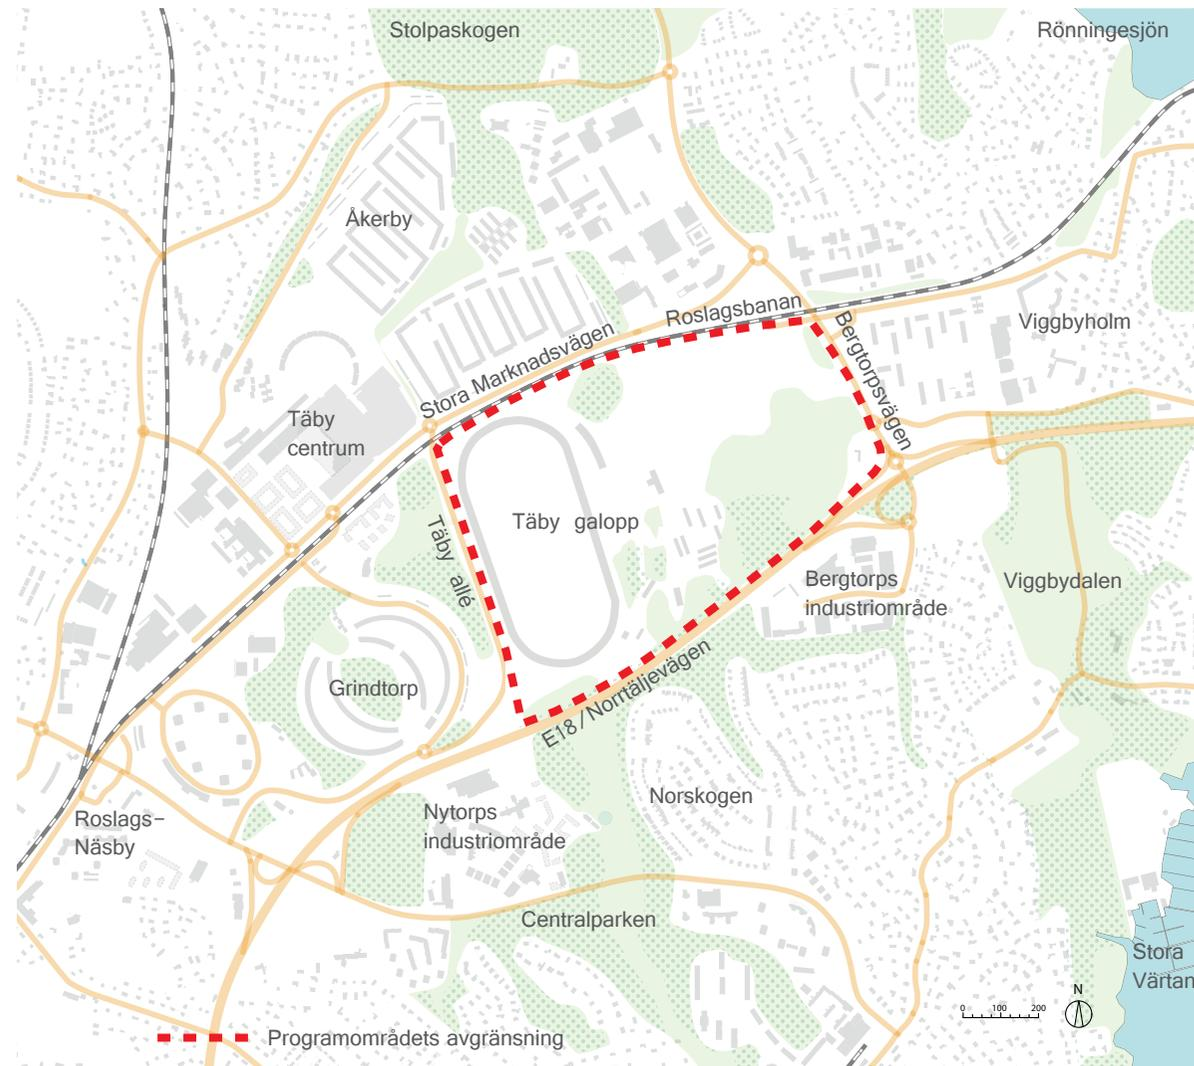 Stolpaskogen
Rönningesjön
Åkerby
Roslagsbanan
Viggbyholm
Bergtorpsvägen
Stora Marknadsvägen
Täby
centrum
Täby galopp
Täby allé
Bergtorps
industriområde
Viggbydalen
Grindtorp
E18 / Norrtäljevägen
Norskogen
Nytorps
industriområde
Roslags-
Näsby
Centralparken
Stora
Värtan
N
0 100 200
Programområdets avgränsning